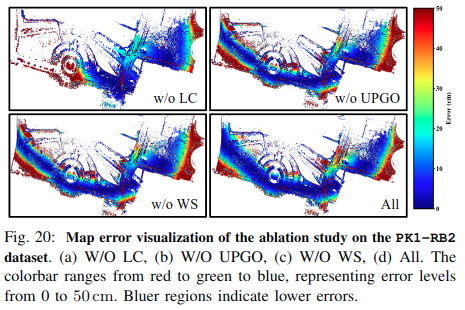 w/o LC
w/o UPGO
w/o WS
All
50
40
30
20
10
0
Error (cm)
Fig. 20: Map error visualization of the ablation study on the PK1-RB2
dataset. (a) W/O LC, (b) W/O UPGO, (c) W/O WS, (d) All. The
colorbar ranges from red to green to blue, representing error levels
from 0 to 50 cm. Bluer regions indicate lower errors.